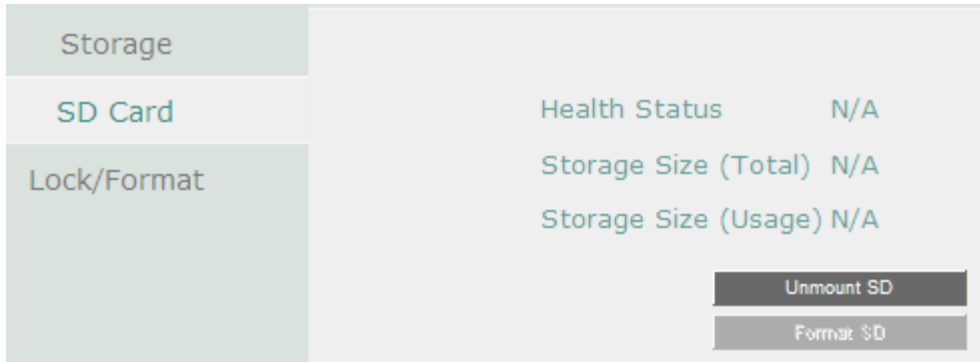 Storage
SD Card
Lock/Format
Health Status N/A
Storage Size (Total) N/A
Storage Size (Usage) N/A
Unmount SD
Format SD